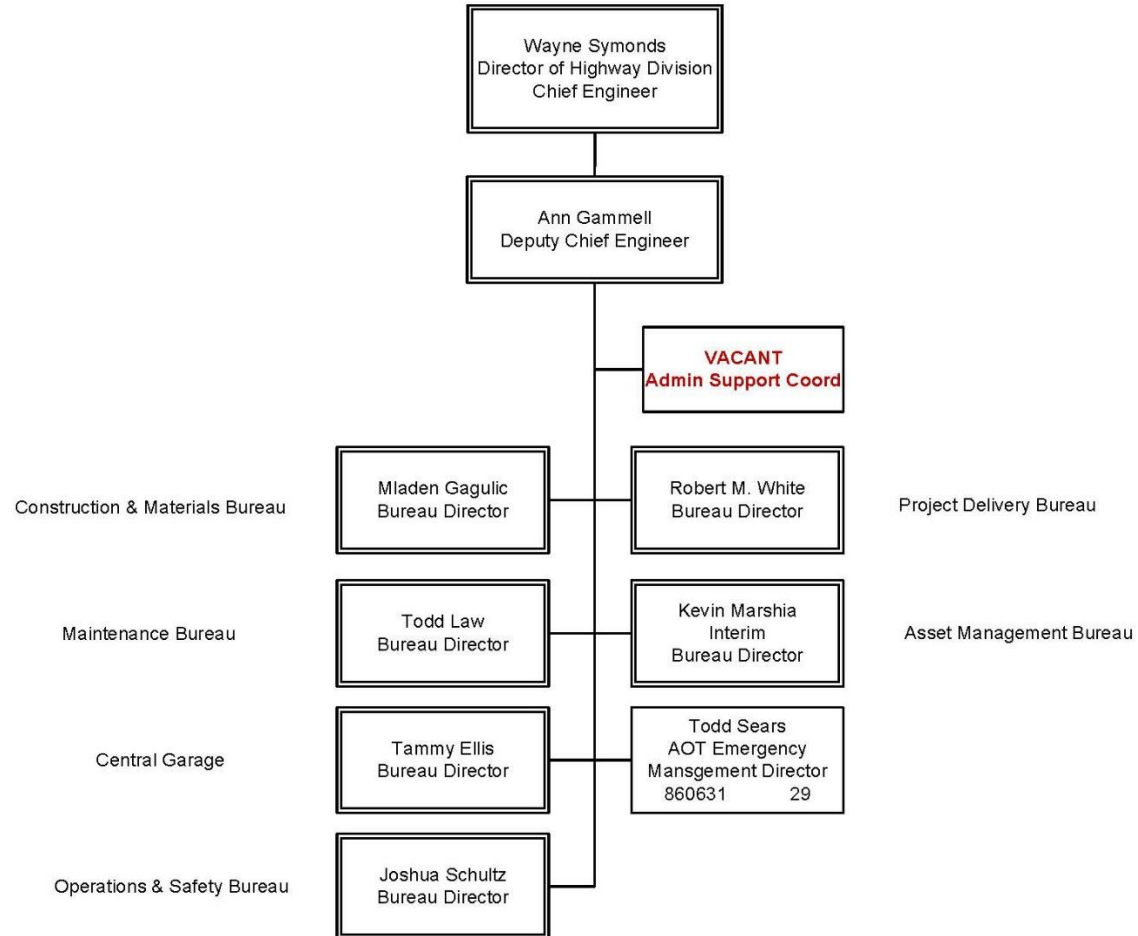 Wayne Symonds
Director of Highway Division
Chief Engineer
Ann Gammell
Deputy Chief Engineer
VACANT
Admin Support Coord
Construction & Materials Bureau
Mladen Gagulic
Bureau Director
Robert M. White
Bureau Director
Project Delivery Bureau
Maintenance Bureau
Todd Law
Bureau Director
Kevin Marshia
Interim
Bureau Director
Asset Management Bureau
Central Garage
Tammy Ellis
Bureau Director
Todd Sears
AOT Emergency
Mansgement Director
860631 29
Operations & Safety Bureau
Joshua Schultz
Bureau Director